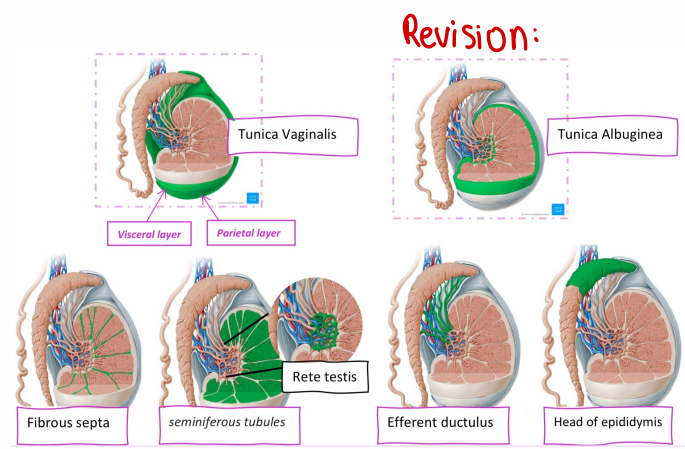 Revision:
Tunica Vaginalis
Tunica Albuginea
Visceral layer
Parietal layer
Rete testis
Fibrous septa
seminiferous tubules
Efferent ductulus
Head of epididymis